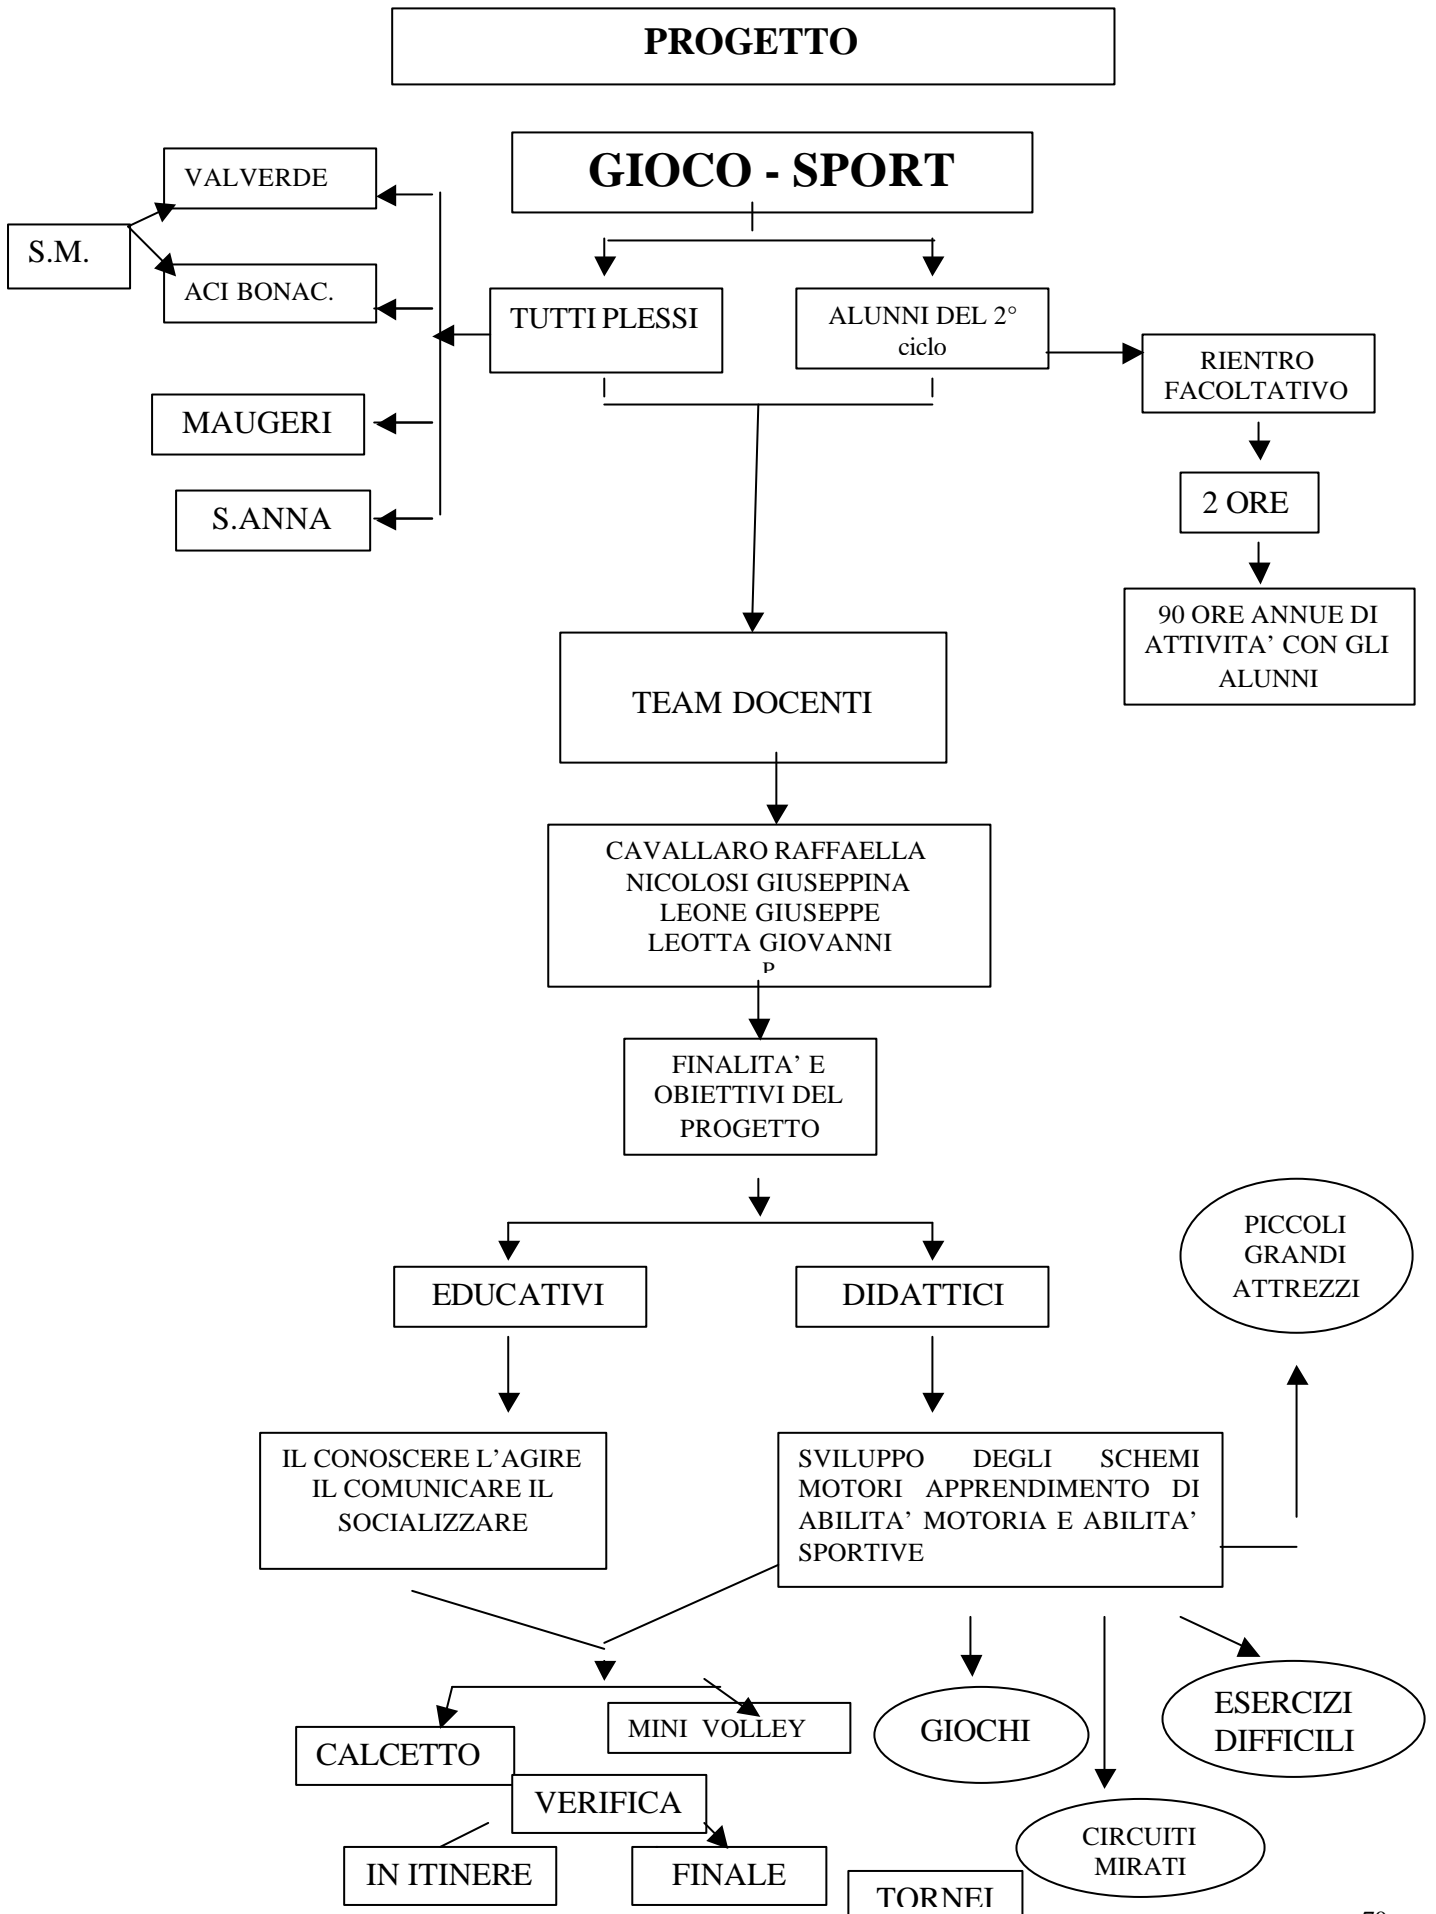 PROGETTO
GIOCO - SPORT
VALVERDE
S.M.
ACI BONAC.
TUTTI PLESSI
ALUNNI DEL 2°
ciclo
RIENTRO
FACOLTATIVO
MAUGERI
2 ORE
S.ANNA
90 ORE ANNUE DI
ATTIVITA’ CON GLI
ALUNNI
TEAM DOCENTI
CAVALLARO RAFFAELLA
NICOLOSI GIUSEPPINA
LEONE GIUSEPPE
LEOTTA GIOVANNI
P
FINALITA’ E
OBIETTIVI DEL
PROGETTO
PICCOLI
GRANDI
ATTREZZI
EDUCATIVI
DIDATTICI
IL CONOSCERE L’AGIRE
IL COMUNICARE IL
SOCIALIZZARE
SVILUPPO DEGLI SCHEMI
MOTORI APPRENDIMENTO DI
ABILITA’ MOTORIA E ABILITA’
SPORTIVE
CALCETTO
MINI VOLLEY
GIOCHI
ESERCIZI
DIFFICILI
VERIFICA
CIRCUITI
MIRATI
IN ITINERE
FINALE
TORNEI